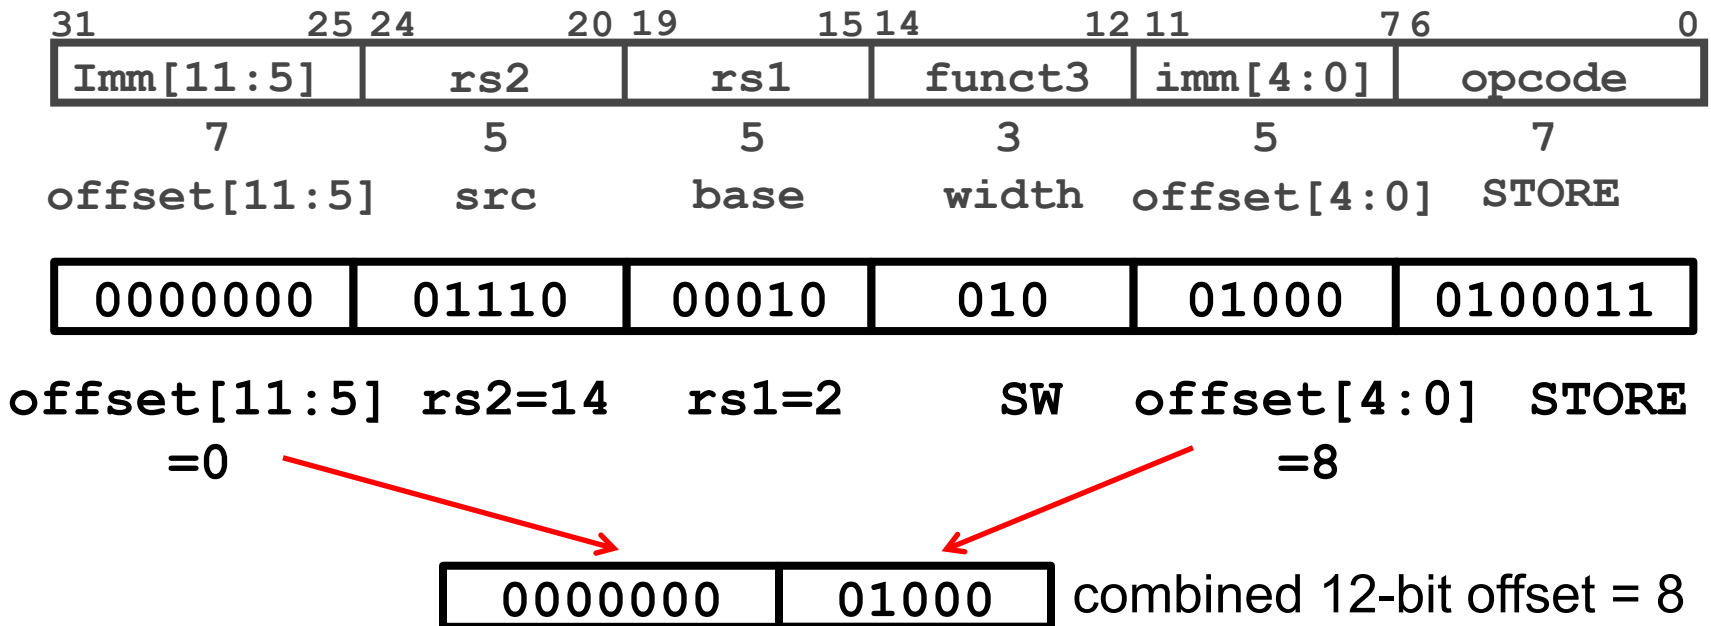 31 25 24 20 19 15 14 12 11 7 6 0
Imm[11:5] rs2 rs1 funct3 imm[4:0] opcode
7 5 5 3 5 7
offset[11:5] src base width offset[4:0] STORE
0000000 01110 00010 010 01000 0100011
offset[11:5] rs2=14 rs1=2 SW offset[4:0] STORE
=0 =8
0000000 01000 combined 12-bit offset = 8